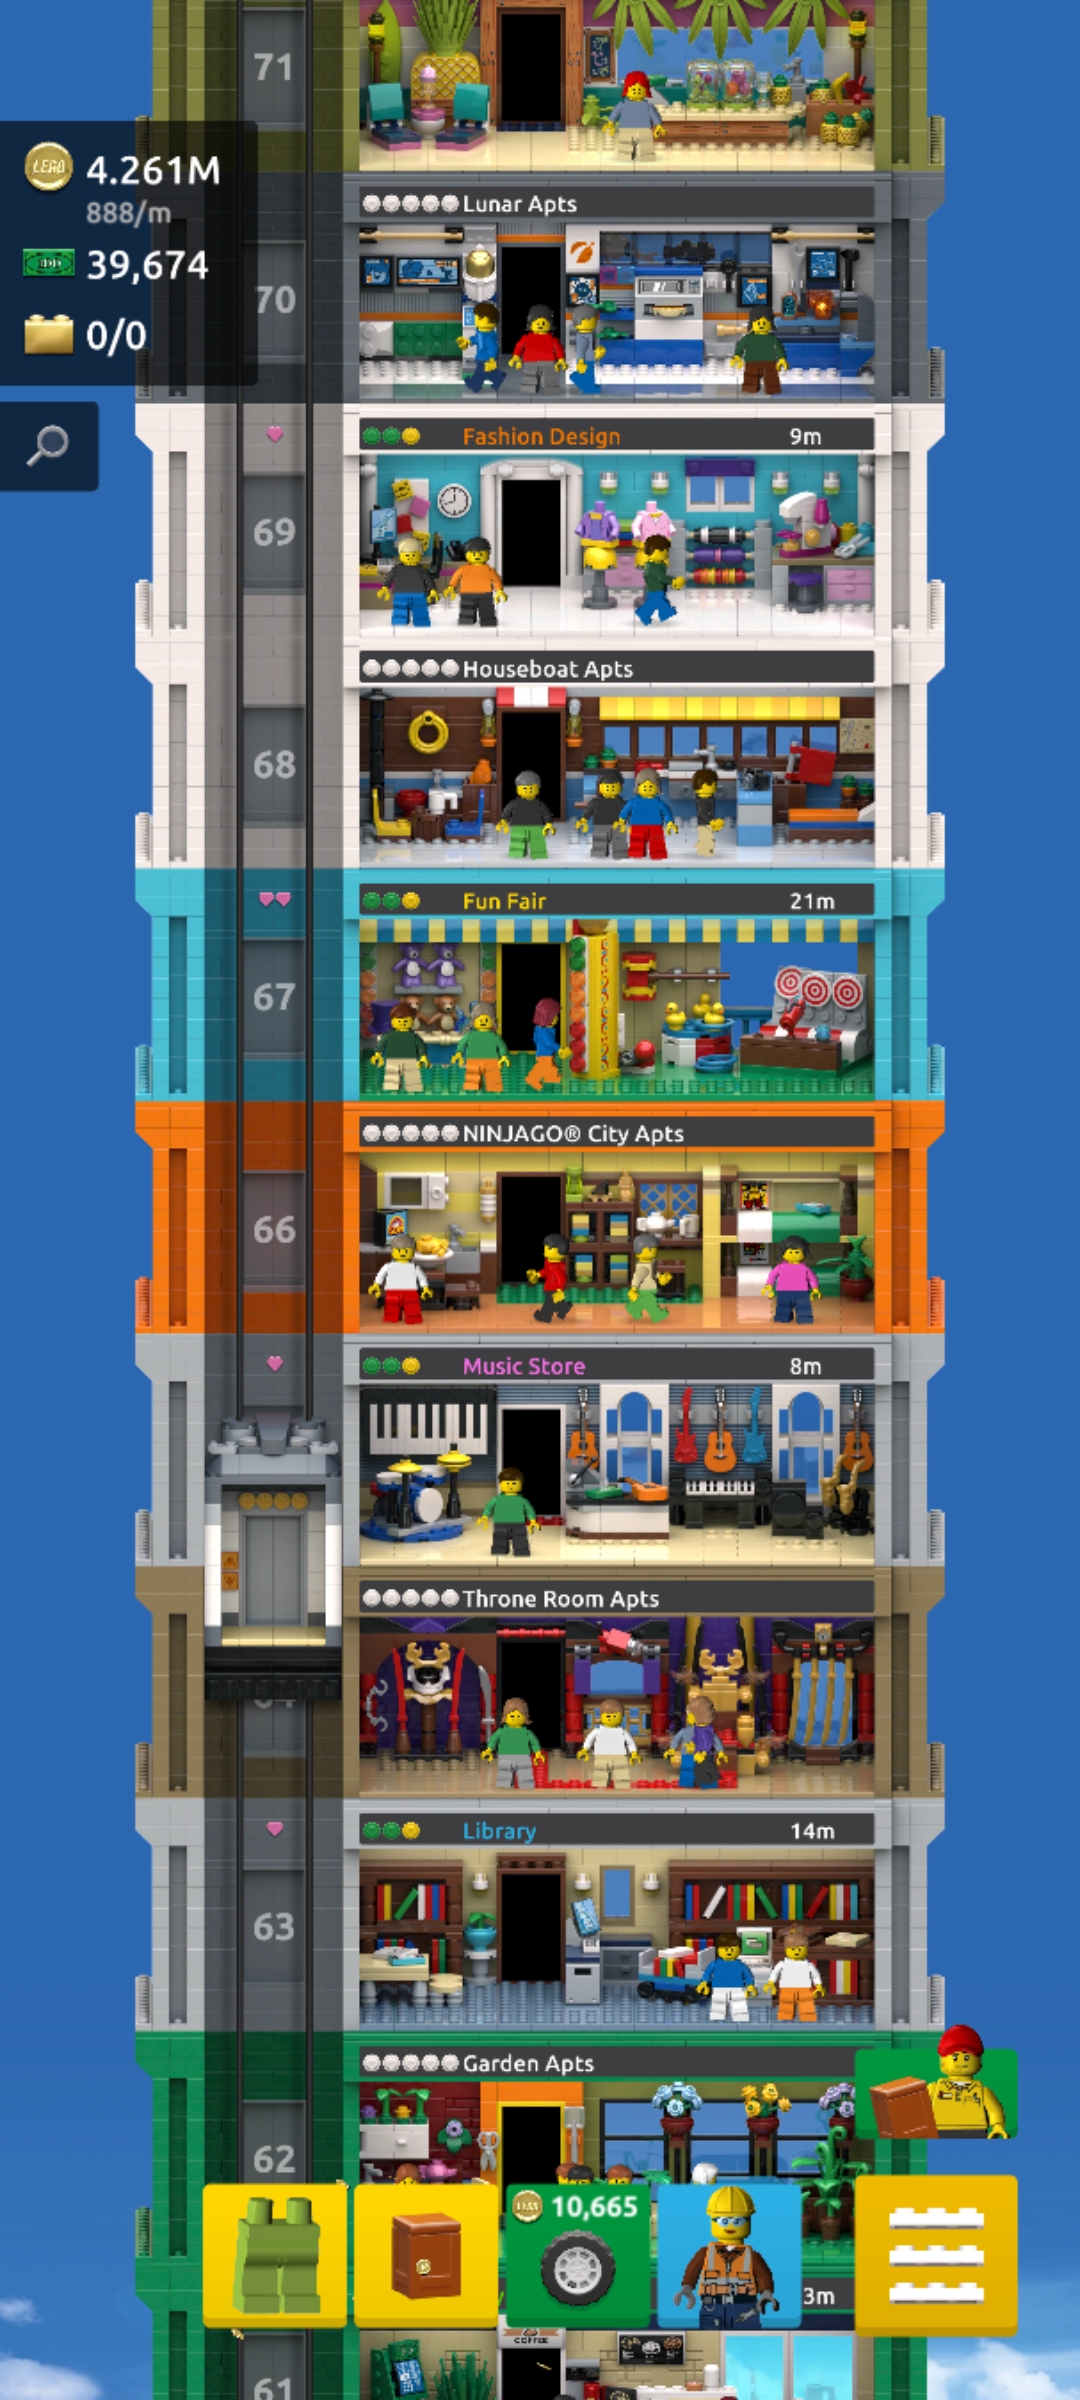 71
LEGO
4.261M
888/m
39,674
0/0
Lunar Apts
70
Fashion Design 9m
69
Houseboat Apts
68
Fun Fair 21m
67
NINJAGO® City Apts
66
Music Store 8m
Throne Room Apts
Library 14m
63
Garden Apts
62
10,665
3m
COFFEE
61